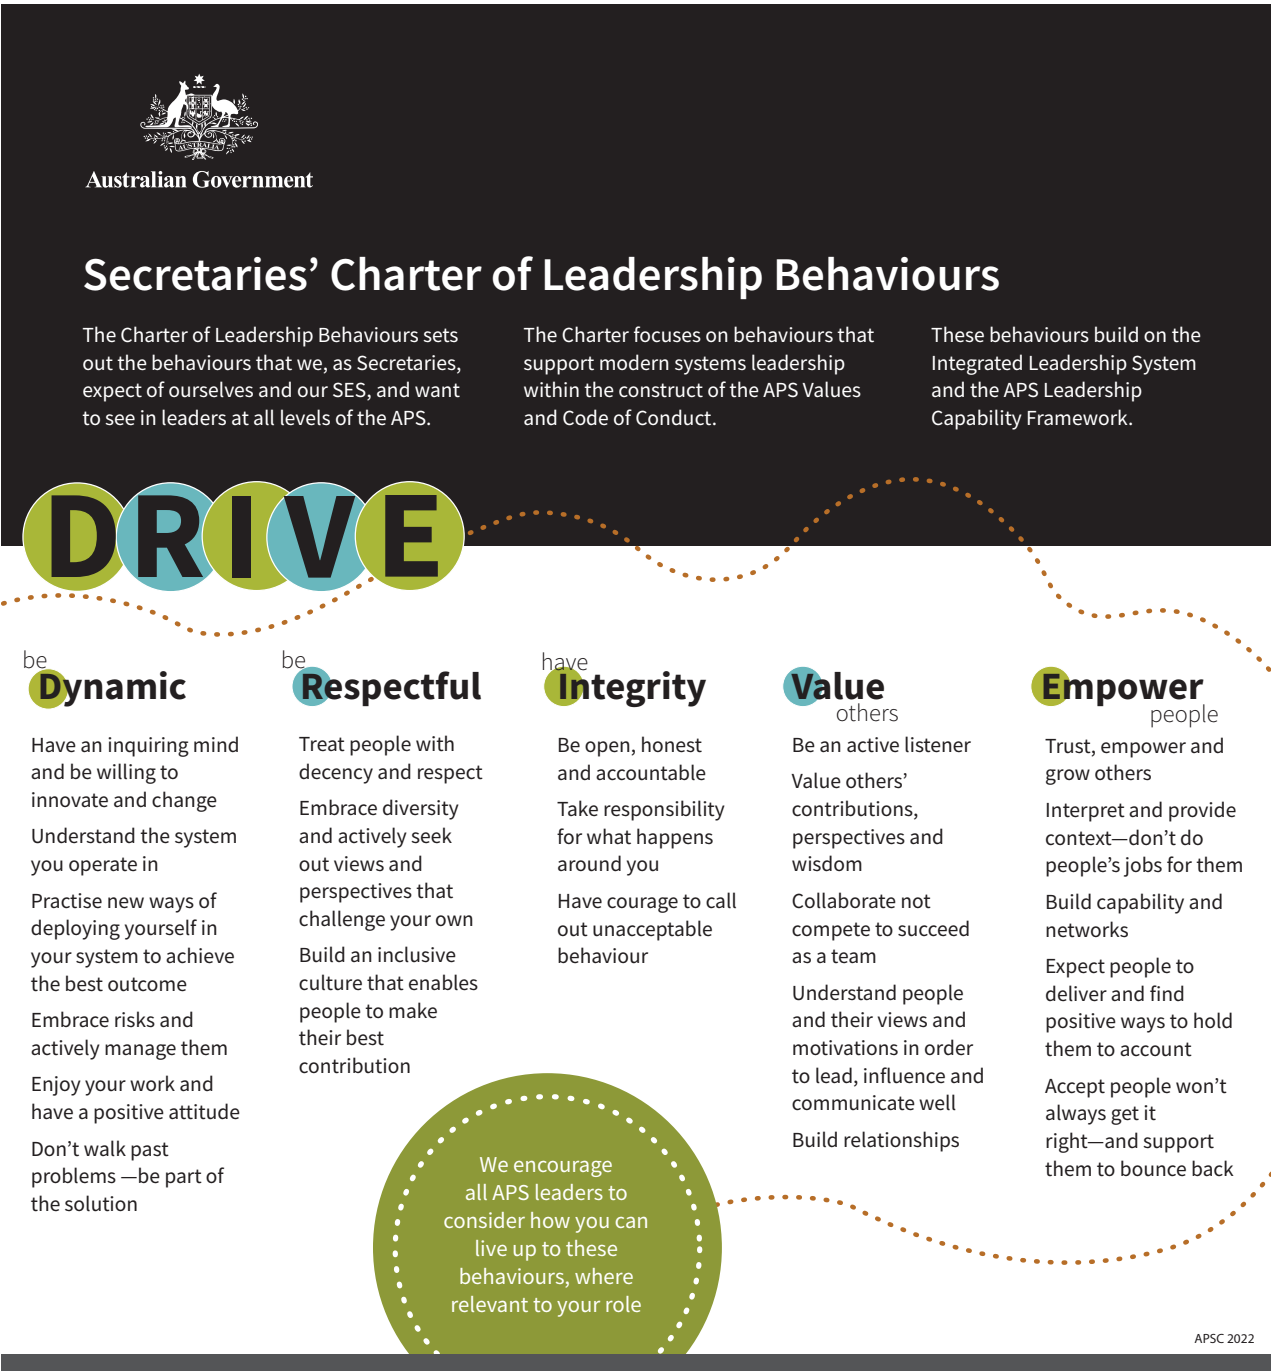 AUSTRALIA
Australian Government
Secretaries’ Charter of Leadership Behaviours
The Charter of Leadership Behaviours sets
out the behaviours that we, as Secretaries,
expect of ourselves and our SES, and want
to see in leaders at all levels of the APS.
The Charter focuses on behaviours that
support modern systems leadership
within the construct of the APS Values
and Code of Conduct.
These behaviours build on the
Integrated Leadership System
and the APS Leadership
Capability Framework.
DRIVE
be
Dynamic
Have an inquiring mind
and be willing to
innovate and change
Understand the system
you operate in
Practise new ways of
deploying yourself in
your system to achieve
the best outcome
Embrace risks and
actively manage them
Enjoy your work and
have a positive attitude
Don’t walk past
problems —be part of
the solution
be
Respectful
Treat people with
decency and respect
Embrace diversity
and actively seek
out views and
perspectives that
challenge your own
Build an inclusive
culture that enables
people to make
their best
contribution
have
Integrity
Be open, honest
and accountable
Take responsibility
for what happens
around you
Have courage to call
out unacceptable
behaviour
Value
others
Be an active listener
Value others’
contributions,
perspectives and
wisdom
Collaborate not
compete to succeed
as a team
Understand people
and their views and
motivations in order
to lead, influence and
communicate well
Build relationships
Empower
people
Trust, empower and
grow others
Interpret and provide
context—don’t do
people’s jobs for them
Build capability and
networks
Expect people to
deliver and find
positive ways to hold
them to account
Accept people won’t
always get it
right—and support
them to bounce back
We encourage
all APS leaders to
consider how you can
live up to these
behaviours, where
relevant to your role
APSC 2022